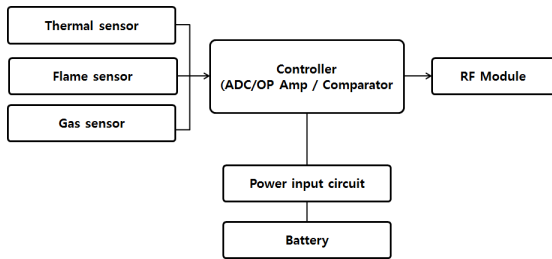 Thermal sensor
Flame sensor
Gas sensor
Controller
(ADC/OP Amp / Comparator
RF Module
Power input circuit
Battery